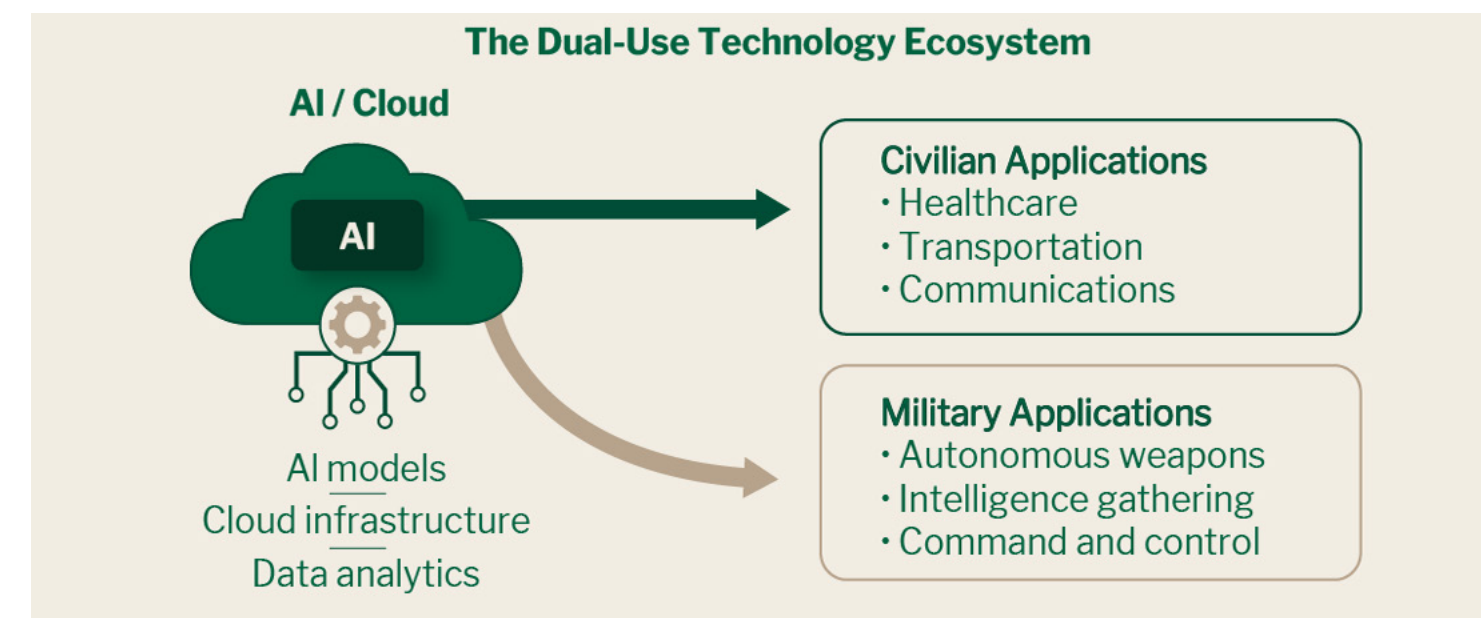 The Dual-Use Technology Ecosystem
AI / Cloud
AI
AI models
Cloud infrastructure
Data analytics
Civilian Applications
• Healthcare
• Transportation
• Communications
Military Applications
• Autonomous weapons
• Intelligence gathering
• Command and control